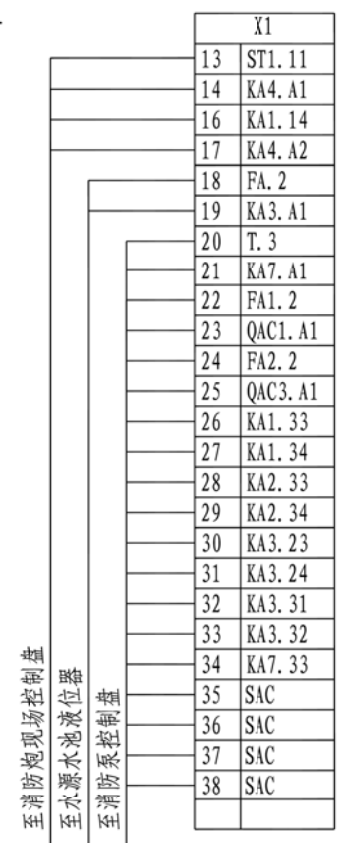 X1
13 ST1.11
14 KA4.A1
16 KA1.14
17 KA4.A2
18 FA.2
19 KA3.A1
20 T.3
21 KA7.A1
22 FA1.2
23 QAC1.A1
24 FA2.2
25 QAC3.A1
26 KA1.33
27 KA1.34
28 KA2.33
29 KA2.34
30 KA3.23
31 KA3.24
32 KA3.31
33 KA3.32
34 KA7.33
35 SAC
36 SAC
37 SAC
38 SAC
至消防炮现场控制盘
至水源水池液位器
至消防泵控制盘